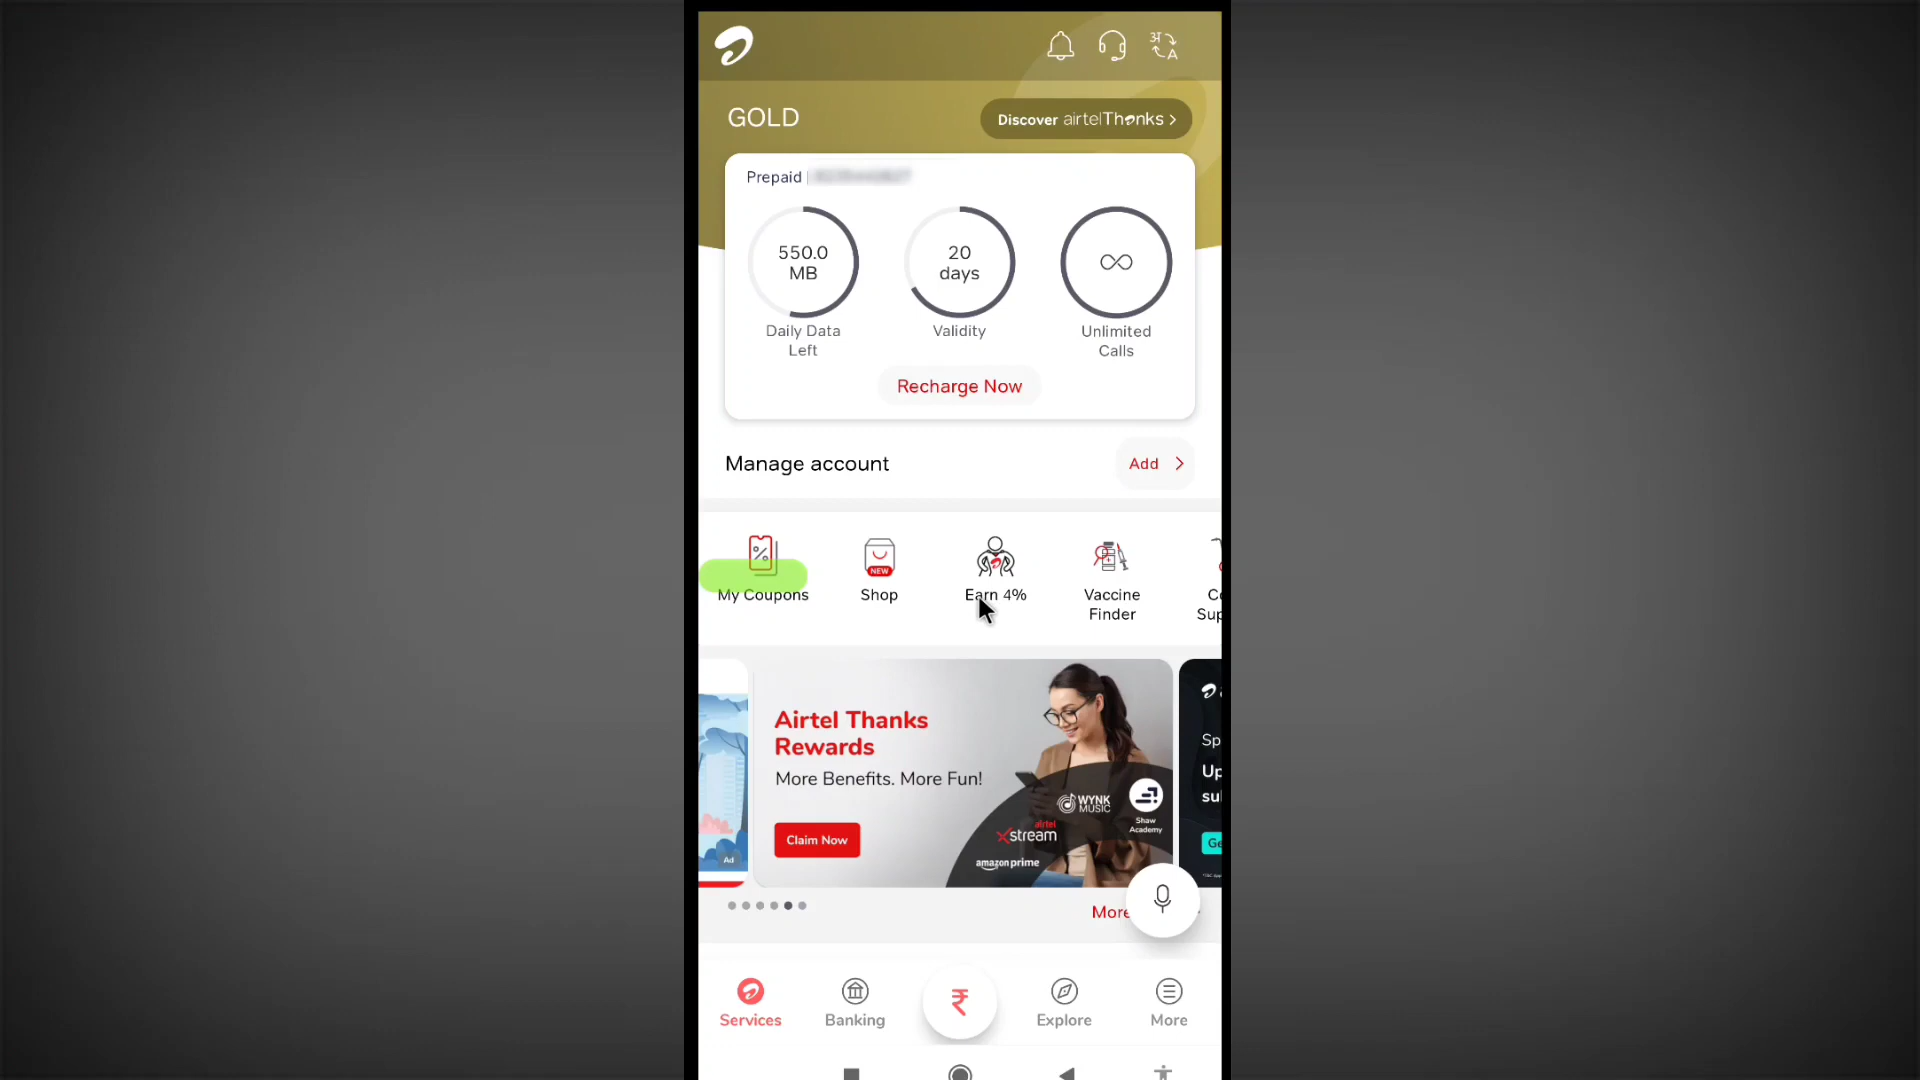 अ A
GOLD
Discover airtelThanks >
Prepaid |
550.0
MB
20
days
Daily Data
Left
Validity
Unlimited
Calls
Recharge Now
Manage account
Add >
NEW
My Coupons
Shop
Earn 4%
Vaccine
Finder
Airtel Thanks
Rewards
More Benefits. More Fun!
WYNK
MUSIC
airtel
Xstream
Shaw
Academy
Claim Now
amazon prime
Ad
More
₹
Services
Banking
Explore
More